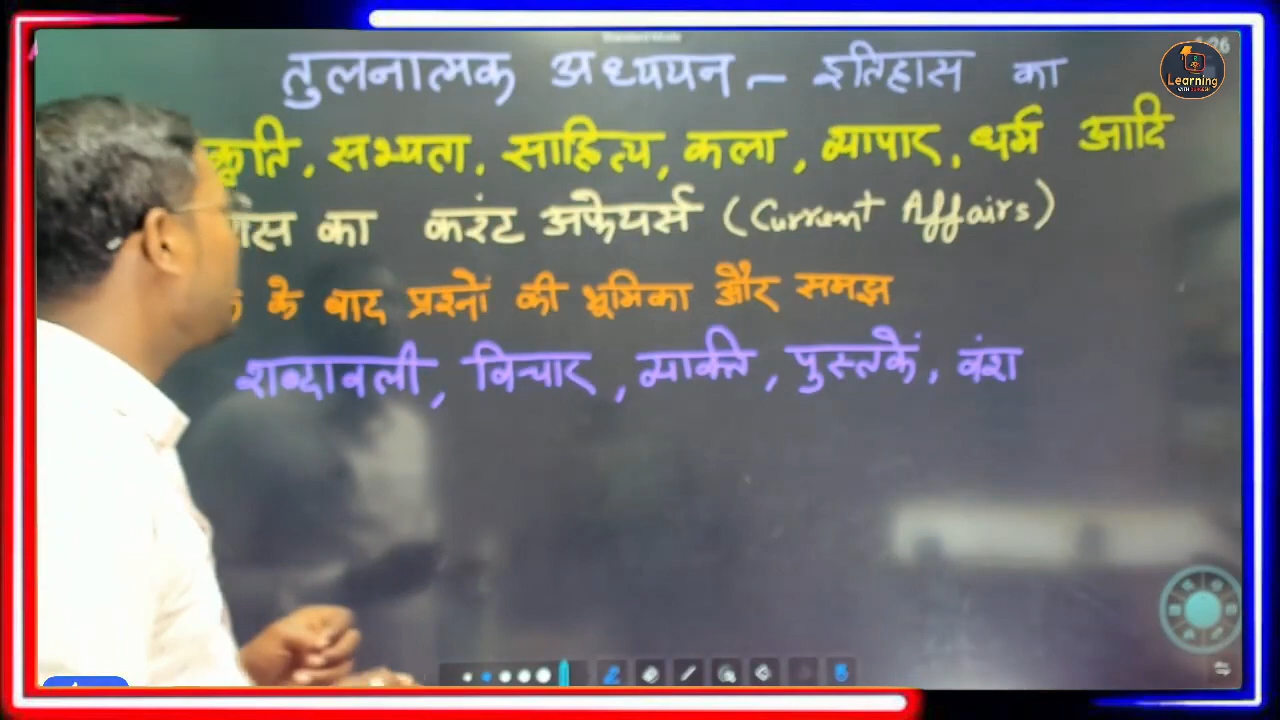 तुलनात्मक अध्ययन – इतिहास का
कृति, सभ्यता, साहित्य, कला, व्यापार, धर्म आदि
का करंट अफेयर्स (Current Affairs)
के बाद प्रश्नों की भूमिका और समझ
शब्दावली, विचार, व्यक्ति, पुस्तकें, वंश
Learning